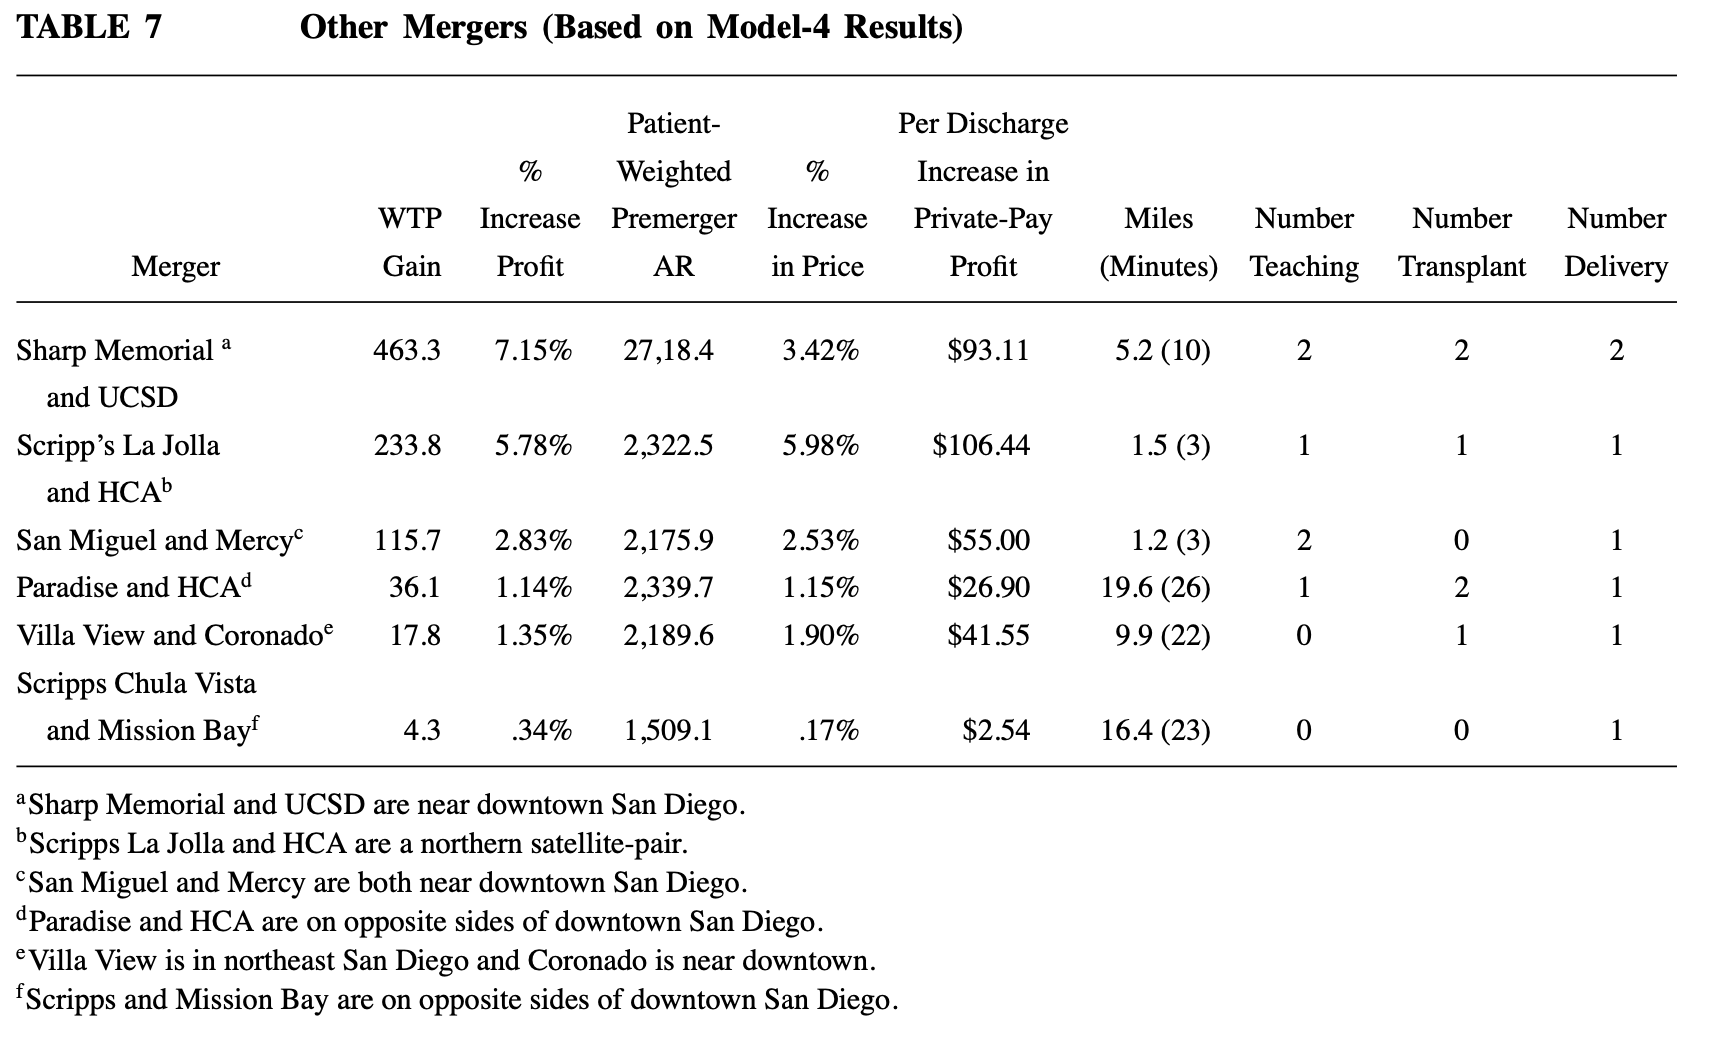 TABLE 7 Other Mergers (Based on Model-4 Results)
Patient- Per Discharge
% Weighted % Increase in
WTP Increase Premerger Increase Private-Pay Miles Number Number Number
Merger Gain Profit AR in Price Profit (Minutes) Teaching Transplant Delivery
Sharp Memorial a 463.3 7.15% 27,18.4 3.42% $93.11 5.2 (10) 2 2 2
and UCSD
Scripp’s La Jolla 233.8 5.78% 2,322.5 5.98% $106.44 1.5 (3) 1 1 1
and HCAb
San Miguel and Mercyc 115.7 2.83% 2,175.9 2.53% $55.00 1.2 (3) 2 0 1
Paradise and HCAd 36.1 1.14% 2,339.7 1.15% $26.90 19.6 (26) 1 2 1
Villa View and Coronadoe 17.8 1.35% 2,189.6 1.90% $41.55 9.9 (22) 0 1 1
Scripps Chula Vista
and Mission Bayf 4.3 .34% 1,509.1 .17% $2.54 16.4 (23) 0 0 1
a Sharp Memorial and UCSD are near downtown San Diego.
b Scripps La Jolla and HCA are a northern satellite-pair.
c San Miguel and Mercy are both near downtown San Diego.
d Paradise and HCA are on opposite sides of downtown San Diego.
e Villa View is in northeast San Diego and Coronado is near downtown.
f Scripps and Mission Bay are on opposite sides of downtown San Diego.